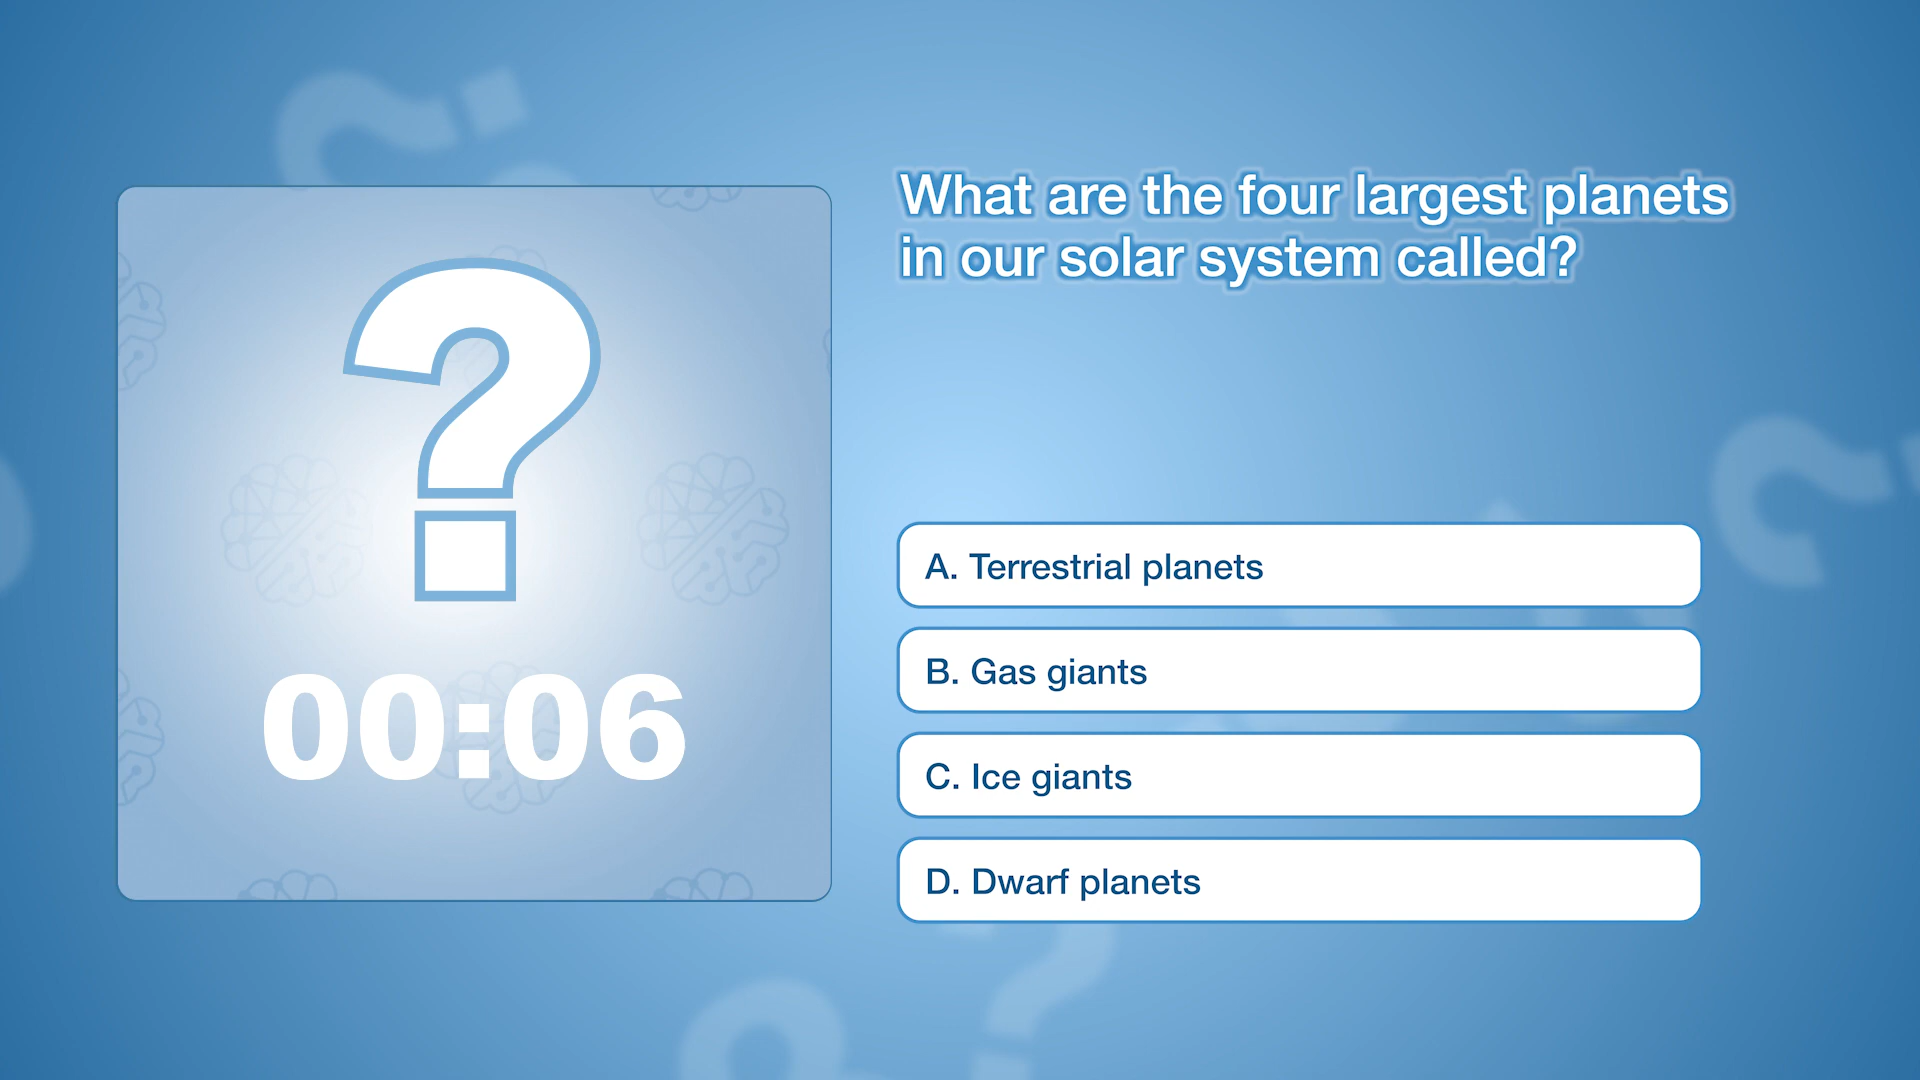 What are the four largest planets
in our solar system called?
?
00:06
A. Terrestrial planets
B. Gas giants
C. Ice giants
D. Dwarf planets